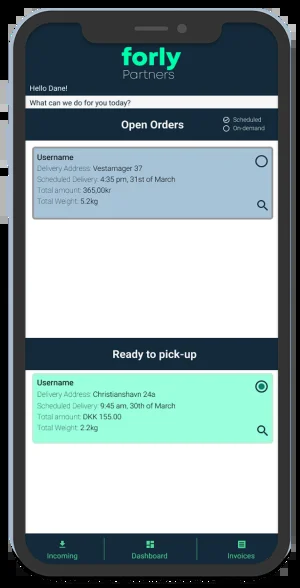 forly
Partners
Hello Dane!
What can we do for you today?
Open Orders
Scheduled
On-demand
Username
Delivery Address: Vestamager 37
Scheduled Delivery: 4:35 pm, 31st of March
Total amount: 365,00kr
Total Weight: 5.2kg
Ready to pick-up
Username
Delivery Address: Christianshavn 24a
Scheduled Delivery: 9:45 am, 30th of March
Total amount: DKK 155.00
Total Weight: 2.2kg
Incoming Dashboard Invoices